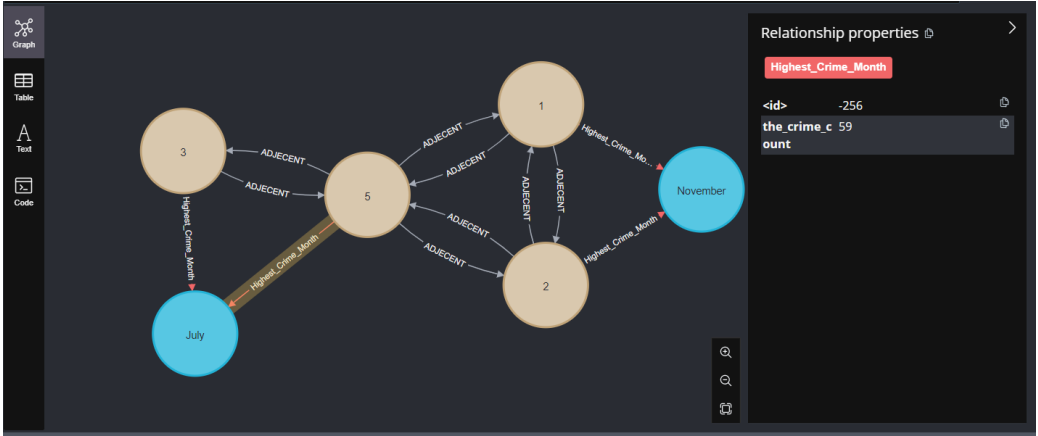 Graph
Table
Text
Code
3
5
1
2
July
November
ADJECENT
ADJECENT
ADJECENT
ADJECENT
ADJECENT
ADJECENT
ADJECENT
ADJECENT
Highest_Crime_Month
Highest_Crime_Month
Highest_Crime_Mo...
Highest_Crime_Month
Relationship properties
Highest_Crime_Month
<id> -256
the_crime_c 59
ount